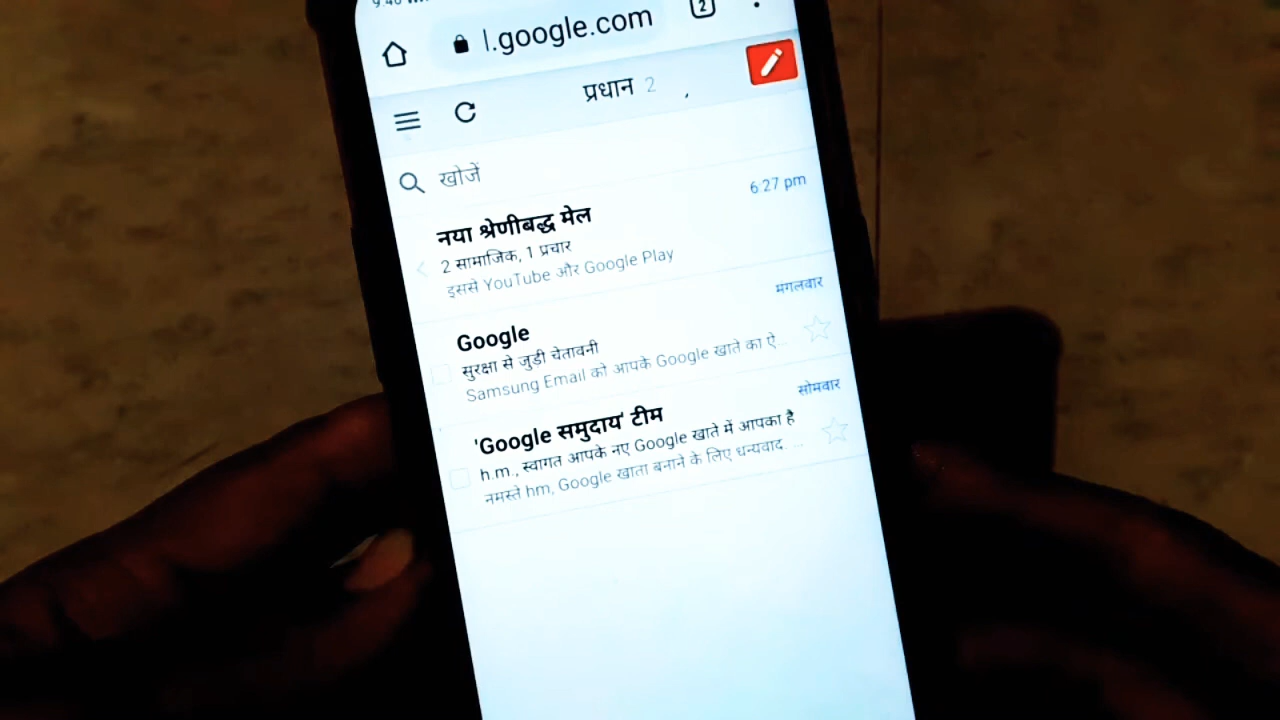 l.google.com 2
प्रधान 2
खोजें
नया श्रेणीबद्ध मेल 6:27 pm
2 सामाजिक, 1 प्रचार
इससे YouTube और Google Play
Google मंगलवार
सुरक्षा से जुड़ी चेतावनी
Samsung Email को आपके Google खाते का ऐ...
'Google समुदाय' टीम सोमवार
h.m., स्वागत आपके नए Google खाते में आपका है
नमस्ते hm, Google खाता बनाने के लिए धन्यवाद. ...